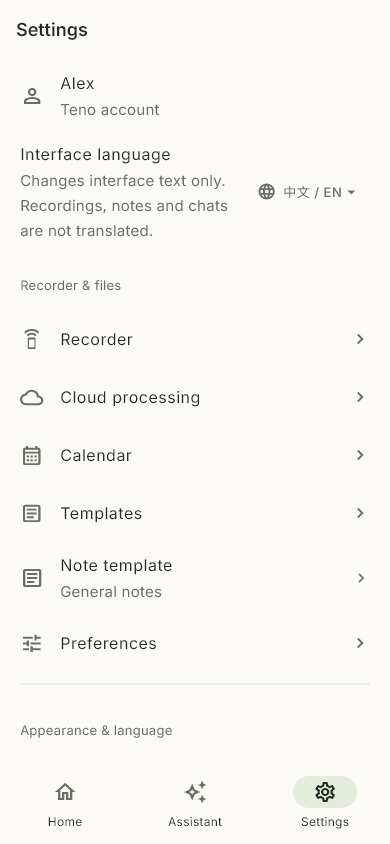 Settings
Alex
Teno account
Interface language
Changes interface text only.
Recordings, notes and chats
are not translated.
中文 / EN
Recorder & files
Recorder
Cloud processing
Calendar
Templates
Note template
General notes
Preferences
Appearance & language
Home
Assistant
Settings